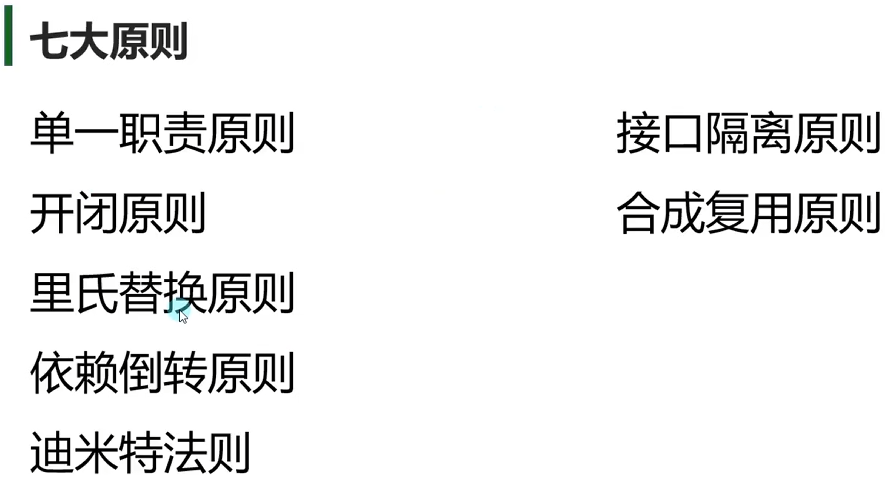 七大原则
单一职责原则
开闭原则
里氏替换原则
依赖倒转原则
迪米特法则
接口隔离原则
合成复用原则